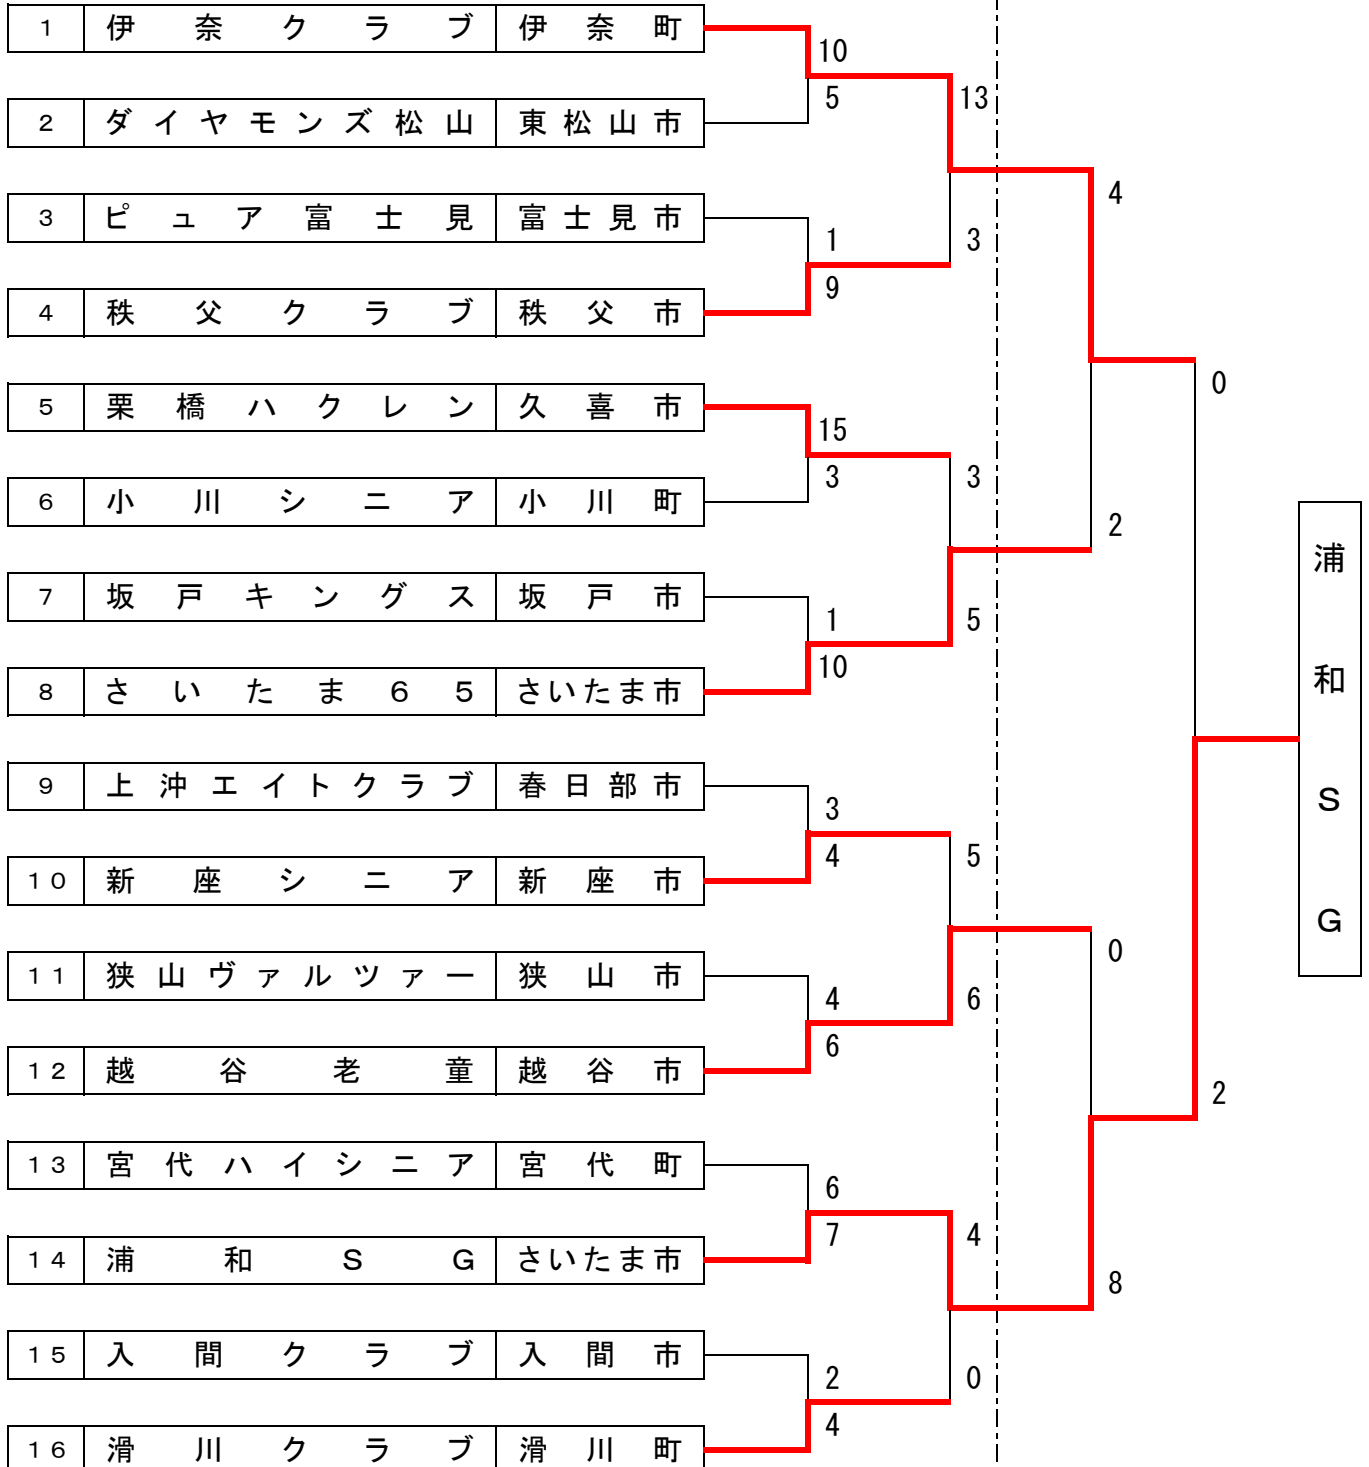 1 伊奈クラブ 伊奈町
10
5
13
2 ダイヤモンズ松山 東松山市
4
3 ピュア富士見 富士見市
1
3
9
4 秩父クラブ 秩父市
0
5 栗橋ハクレン 久喜市
15
3
3
6 小川シニア 小川町
2
7 坂戸キングス 坂戸市
1
5
10
8 さいたま65 さいたま市
浦和SG
9 上沖エイトクラブ 春日部市
3
4
5
10 新座シニア 新座市
0
11 狭山ヴァルツァー 狭山市
4
6
6
12 越谷老童 越谷市
2
13 宮代ハイシニア 宮代町
6
7
4
14 浦和SG さいたま市
8
15 入間クラブ 入間市
2
0
4
16 滑川クラブ 滑川町